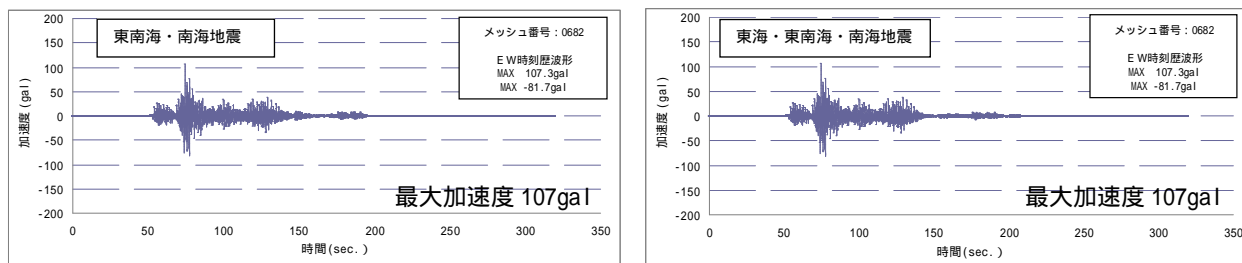 東南海・南海地震
メッシュ番号：0682
ＥＷ時刻歴波形
MAX 107.3gal
MAX -81.7gal
加速度(gal)
200
150
100
50
0
-50
-100
-150
-200
最大加速度 107gal
0 50 100 150 200 250 300 350
時間(sec.)
東海・東南海・南海地震
メッシュ番号：0682
ＥＷ時刻歴波形
MAX 107.3gal
MAX -81.7gal
加速度(gal)
200
150
100
50
0
-50
-100
-150
-200
最大加速度 107gal
0 50 100 150 200 250 300 350
時間(sec.)